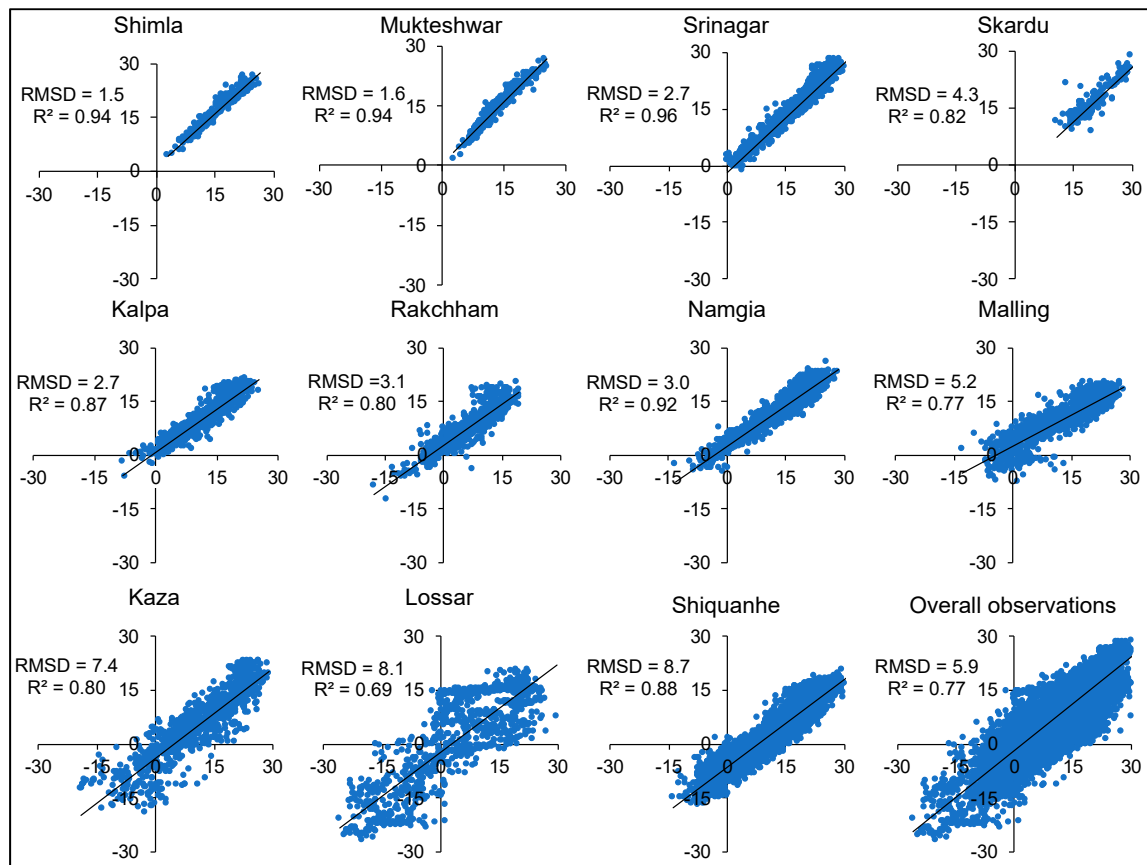 Shimla
RMSD = 1.5
R² = 0.94
30
15
0
-30 -15 0 15 30
-15
-30
Mukteshwar
RMSD = 1.6
R² = 0.94
30
15
0
-30 -15 0 15 30
-15
-30
Srinagar
RMSD = 2.7
R² = 0.96
30
15
0
-30 -15 0 15 30
-15
-30
Skardu
RMSD = 4.3
R² = 0.82
30
15
0
-30 -15 0 15 30
-15
-30
Kalpa
RMSD = 2.7
R² = 0.87
30
15
0
-30 -15 0 15 30
-15
-30
Rakchham
RMSD =3.1
R² = 0.80
30
15
0
-30 -15 0 15 30
-15
-30
Namgia
RMSD = 3.0
R² = 0.92
30
15
0
-30 -15 0 15 30
-15
-30
Malling
RMSD = 5.2
R² = 0.77
30
15
0
-30 -15 0 15 30
-15
-30
Kaza
RMSD = 7.4
R² = 0.80
30
15
0
-30 -15 0 15 30
-15
-30
Lossar
RMSD = 8.1
R² = 0.69
30
15
0
-30 -15 0 15 30
-15
-30
Shiquanhe
RMSD = 8.7
R² = 0.88
30
15
0
-30 -15 0 15 30
-15
-30
Overall observations
RMSD = 5.9
R² = 0.77
30
15
0
-30 -15 0 15 30
-15
-30